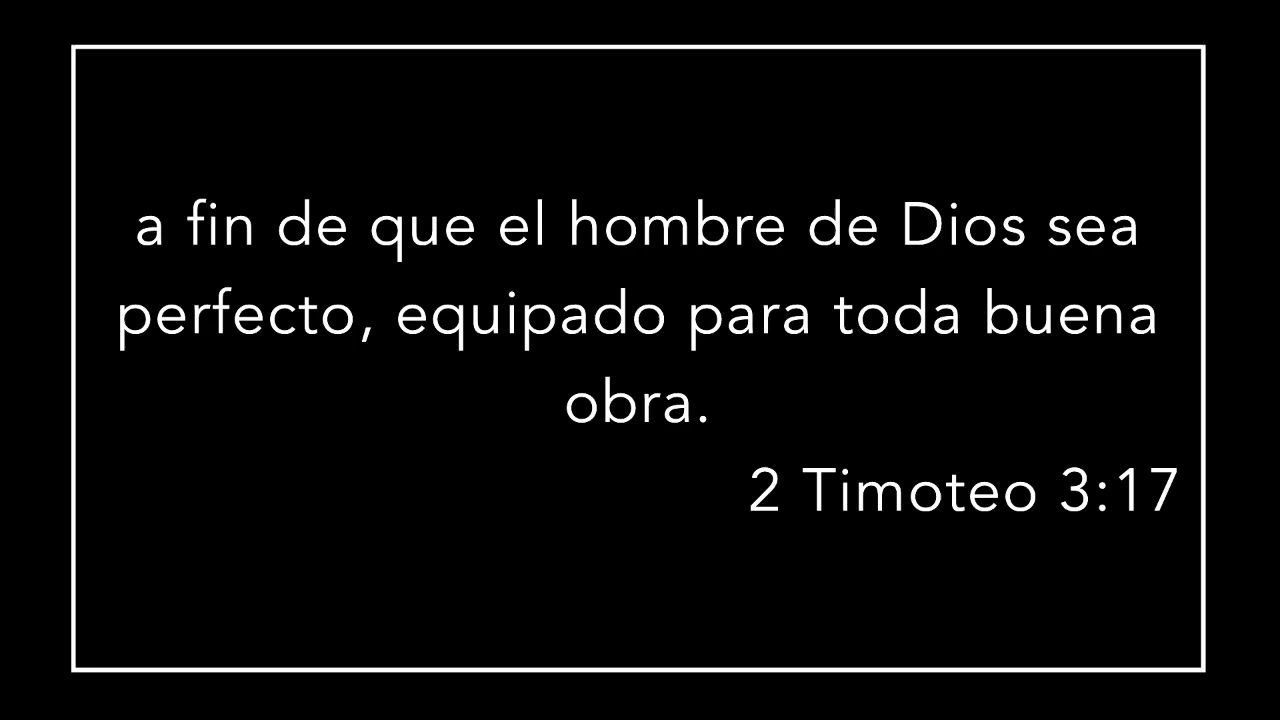 a fin de que el hombre de Dios sea
perfecto, equipado para toda buena
obra.
2 Timoteo 3:17